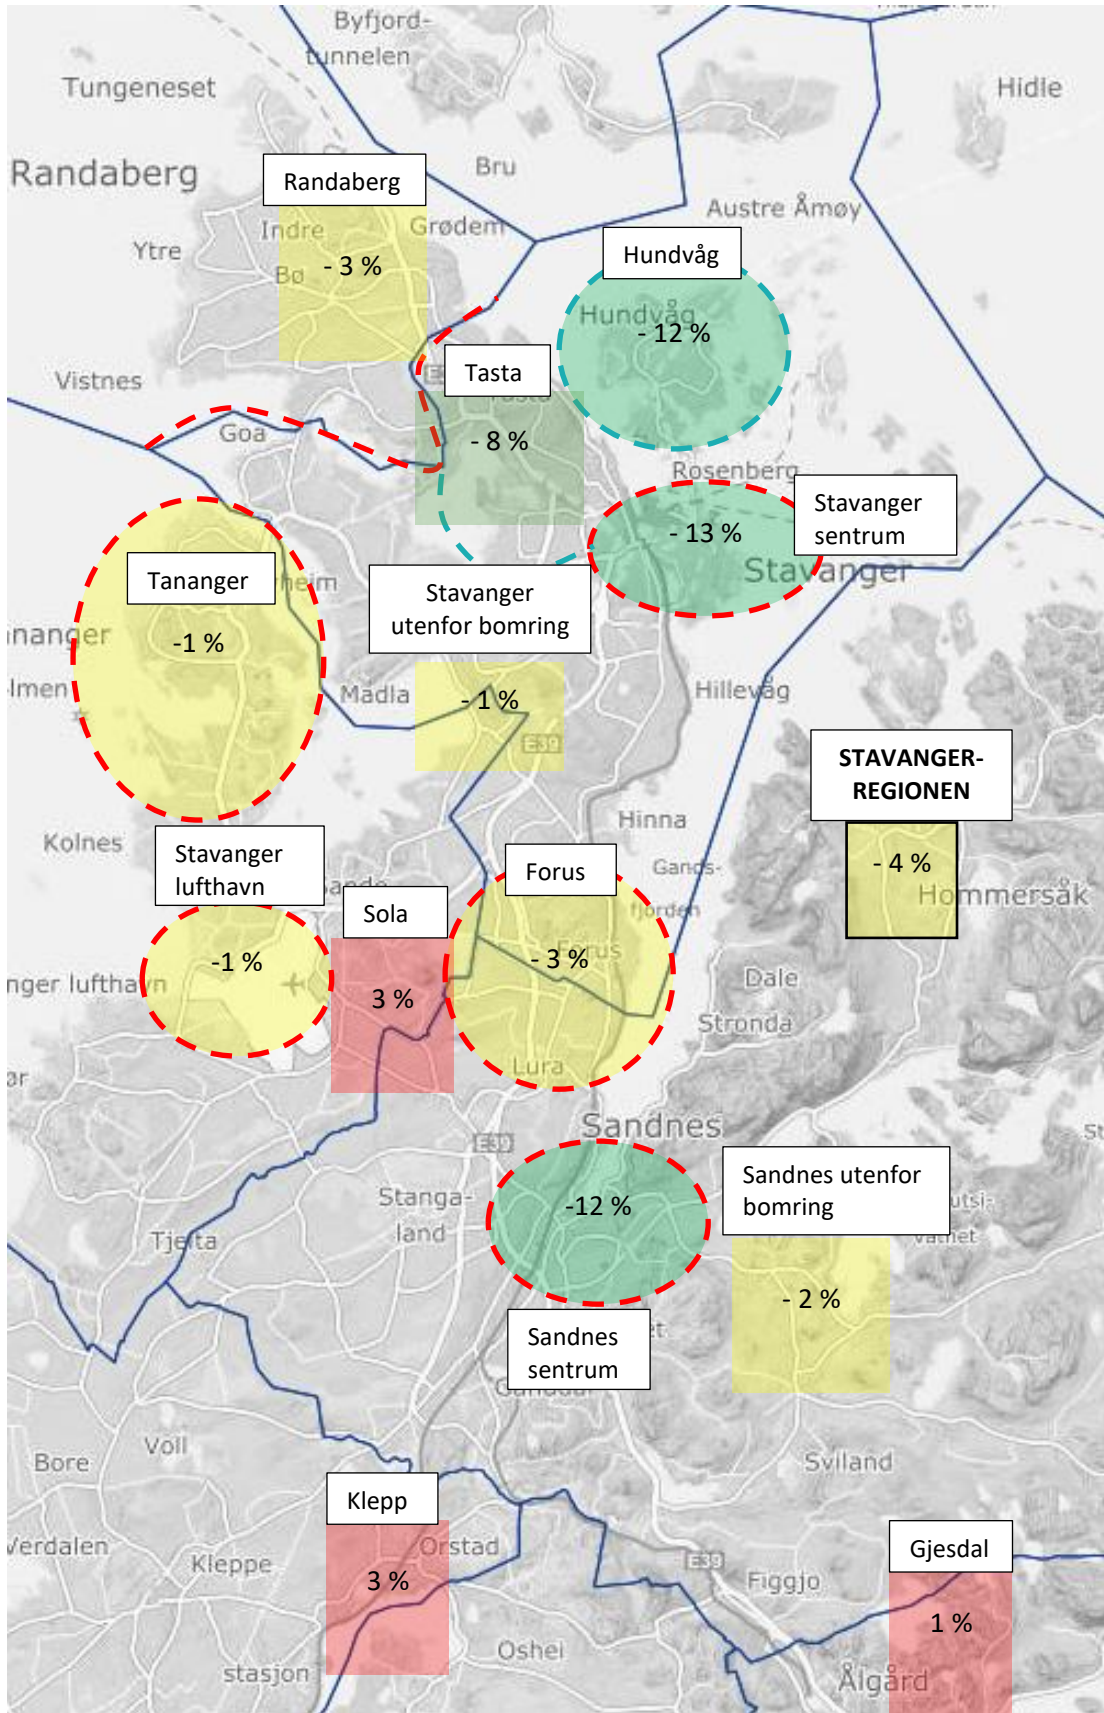 Byfjord-
tunnelen
Tungeneset
Hidle
Randaberg
Bru
Randaberg
Austre Åmøy
Indre
Grødem
Ytre
Bø
- 3 %
Hundvåg
Hundvåg
- 12 %
Vistnes
Tasta
Goa
- 8 %
Rosenberg
Stavanger
sentrum
- 13 %
Stavanger
Tananger
Stavanger
utenfor bomring
-1 %
Madla
- 1 %
Hillevåg
E39
STAVANGER-
REGIONEN
- 4 %
Hommersåk
Kolnes
Hinna
Stavanger
lufthavn
Forus
Gands-
fjorden
Sola
-1 %
Forus
- 3 %
3 %
Dale
Stronda
Lura
Sandnes
Stanga-
land
-12 %
Sandnes utenfor
bomring
Tjelta
- 2 %
Sandnes
sentrum
Voll
Bore
Sviland
Klepp
Verdalen
Kleppe
Orstad
3 %
E39
Figgjo
Gjesdal
1 %
Oshei
stasjon
Ålgård